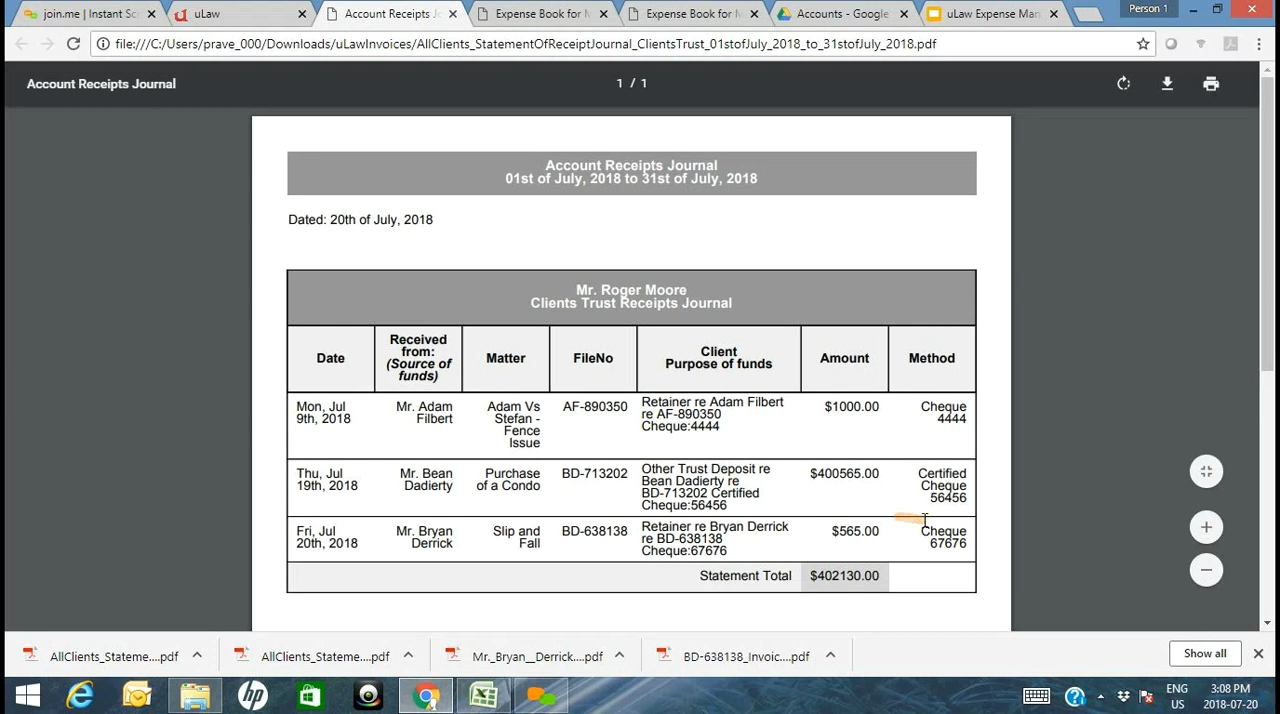 join.me | Instant Sc
uLaw
Account Receipts Jo
Expense Book for M
Expense Book for M
Accounts - Google
uLaw Expense Man
Person 1
file:///C:/Users/prave_000/Downloads/uLawInvoices/AllClients_StatementOfReceiptJournal_ClientsTrust_01stofJuly_2018_to_31stofJuly_2018.pdf
Account Receipts Journal
1 / 1
Account Receipts Journal
01st of July, 2018 to 31st of July, 2018
Dated: 20th of July, 2018
Mr. Roger Moore
Clients Trust Receipts Journal
Date
Received
from:
(Source of
funds)
Matter
FileNo
Client
Purpose of funds
Amount
Method
Mon, Jul
9th, 2018
Mr. Adam
Filbert
Adam Vs
Stefan -
Fence
Issue
AF-890350
Retainer re Adam Filbert
re AF-890350
Cheque:4444
$1000.00
Cheque
4444
Thu, Jul
19th, 2018
Mr. Bean
Dadierty
Purchase
of a Condo
BD-713202
Other Trust Deposit re
Bean Dadierty re
BD-713202 Certified
Cheque:56456
$400565.00
Certified
Cheque
56456
Fri, Jul
20th, 2018
Mr. Bryan
Derrick
Slip and
Fall
BD-638138
Retainer re Bryan Derrick
re BD-638138
Cheque:67676
$565.00
Cheque
67676
Statement Total
$402130.00
AllClients_Stateme....pdf
AllClients_Stateme....pdf
Mr._Bryan__Derrick....pdf
BD-638138_Invoic....pdf
Show all
hp
ENG
US
3:08 PM
2018-07-20